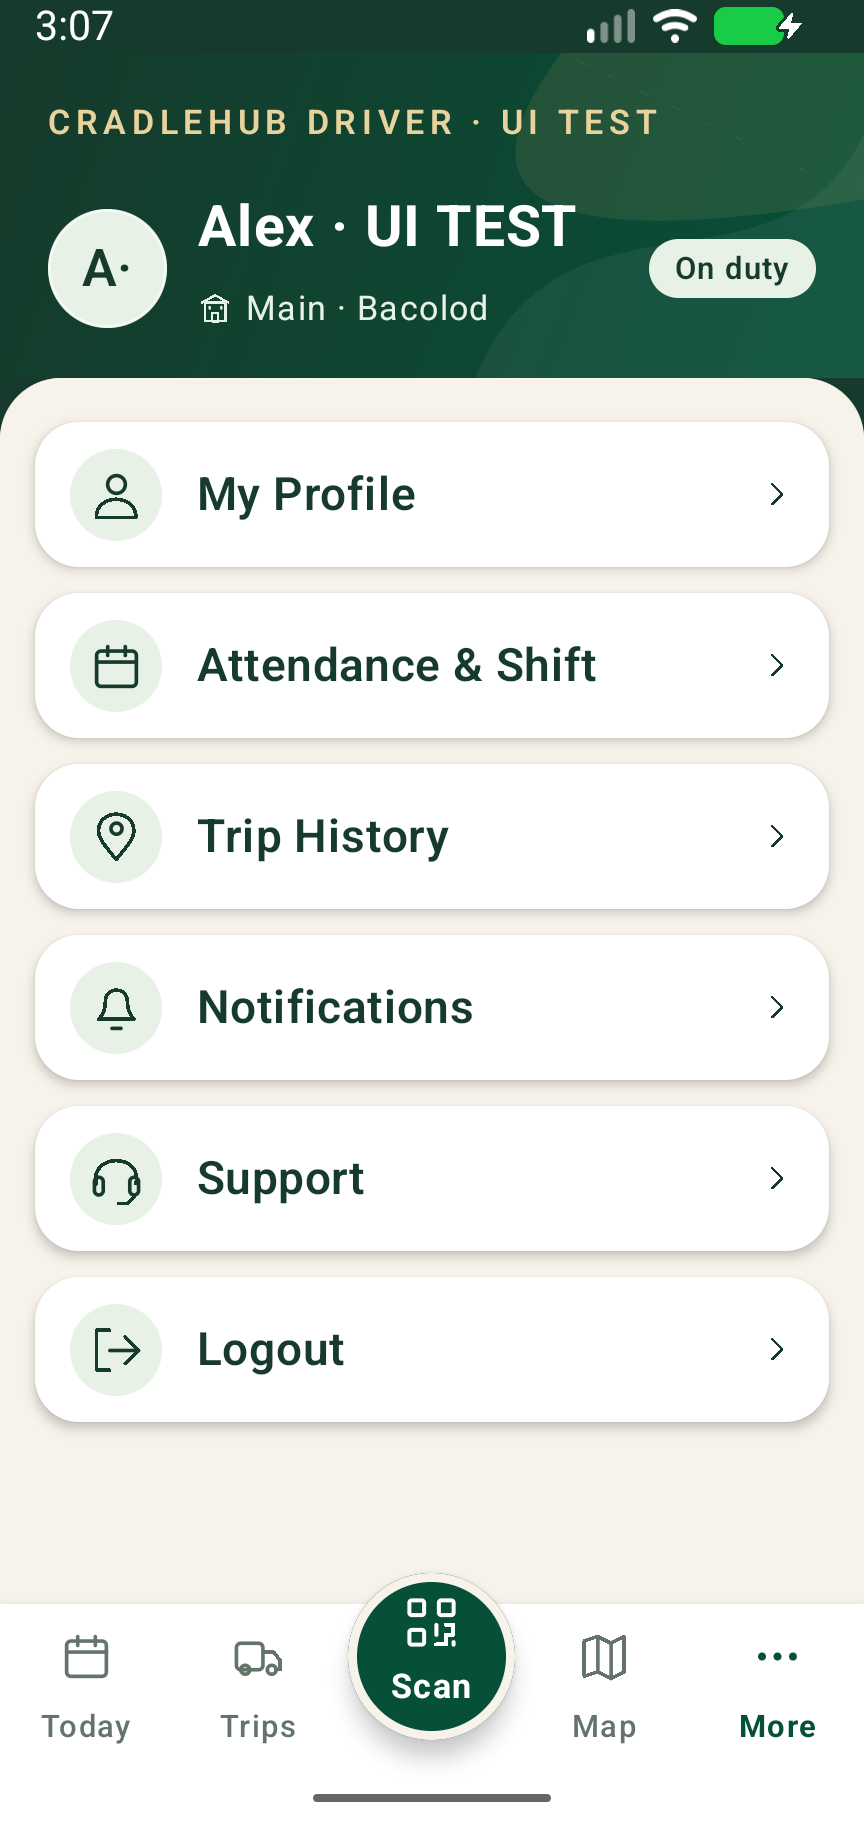 3:07
CRADLEHUB DRIVER · UI TEST
A·
Alex · UI TEST
Main · Bacolod
On duty
My Profile
Attendance & Shift
Trip History
Notifications
Support
Logout
Today
Trips
Scan
Map
More